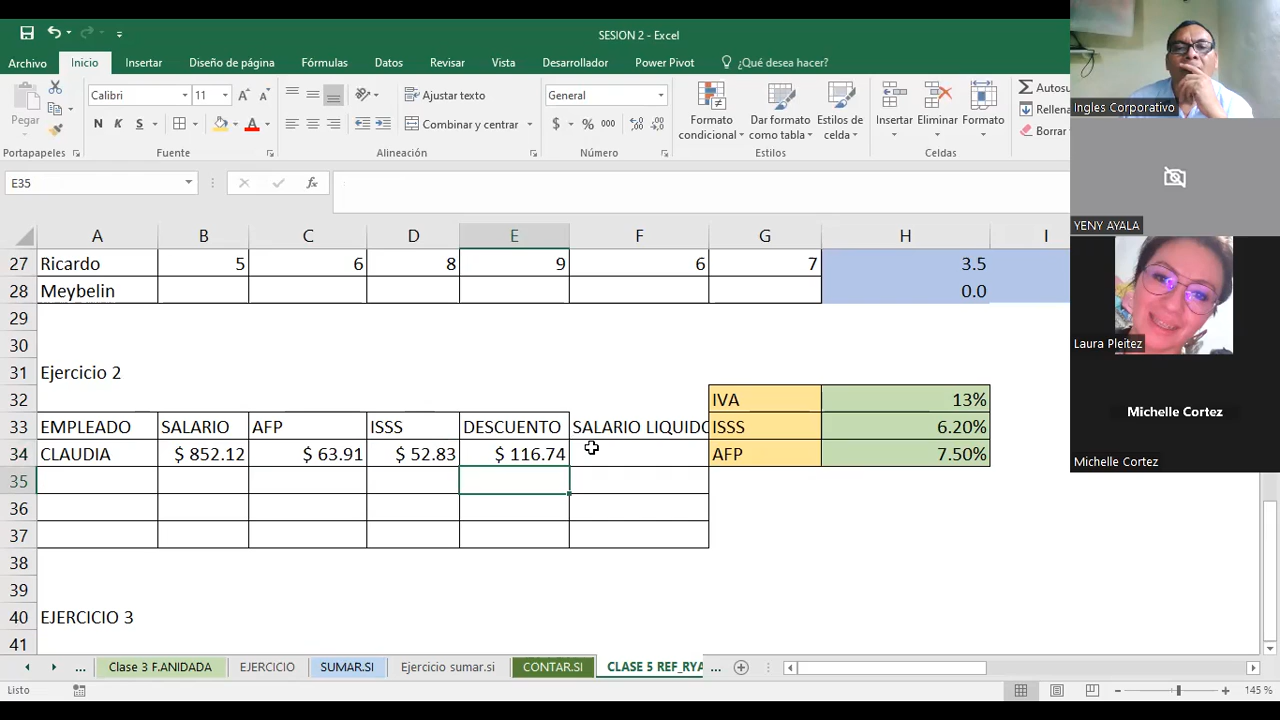 SESION 2 - Excel
Archivo Inicio Insertar Diseño de página Fórmulas Datos Revisar Vista Desarrollador Power Pivot ¿Qué desea hacer?
Pegar
Calibri 11
N K S
Ajustar texto
Combinar y centrar
General
$ % 000
Formato condicional
Dar formato como tabla
Estilos de celda
Insertar
Eliminar
Formato
Autosu
Rellena
Borrar
Portapapeles Fuente Alineación Número Estilos Celdas
E35
fx
A B C D E F G H I
27 Ricardo 5 6 8 9 6 7 3.5
28 Meybelin 0.0
29
30
31 Ejercicio 2
32 IVA 13%
33 EMPLEADO SALARIO AFP ISSS DESCUENTO SALARIO LIQUIDO ISSS 6.20%
34 CLAUDIA $ 852.12 $ 63.91 $ 52.83 $ 116.74 AFP 7.50%
35
36
37
38
39
40 EJERCICIO 3
41
... Clase 3 F.ANIDADA EJERCICIO SUMAR.SI Ejercicio sumar.si CONTAR.SI CLASE 5 REF_RYA ...
Listo
145 %
Ingles Corporativo
YENY AYALA
Laura Pleitez
Michelle Cortez
Michelle Cortez